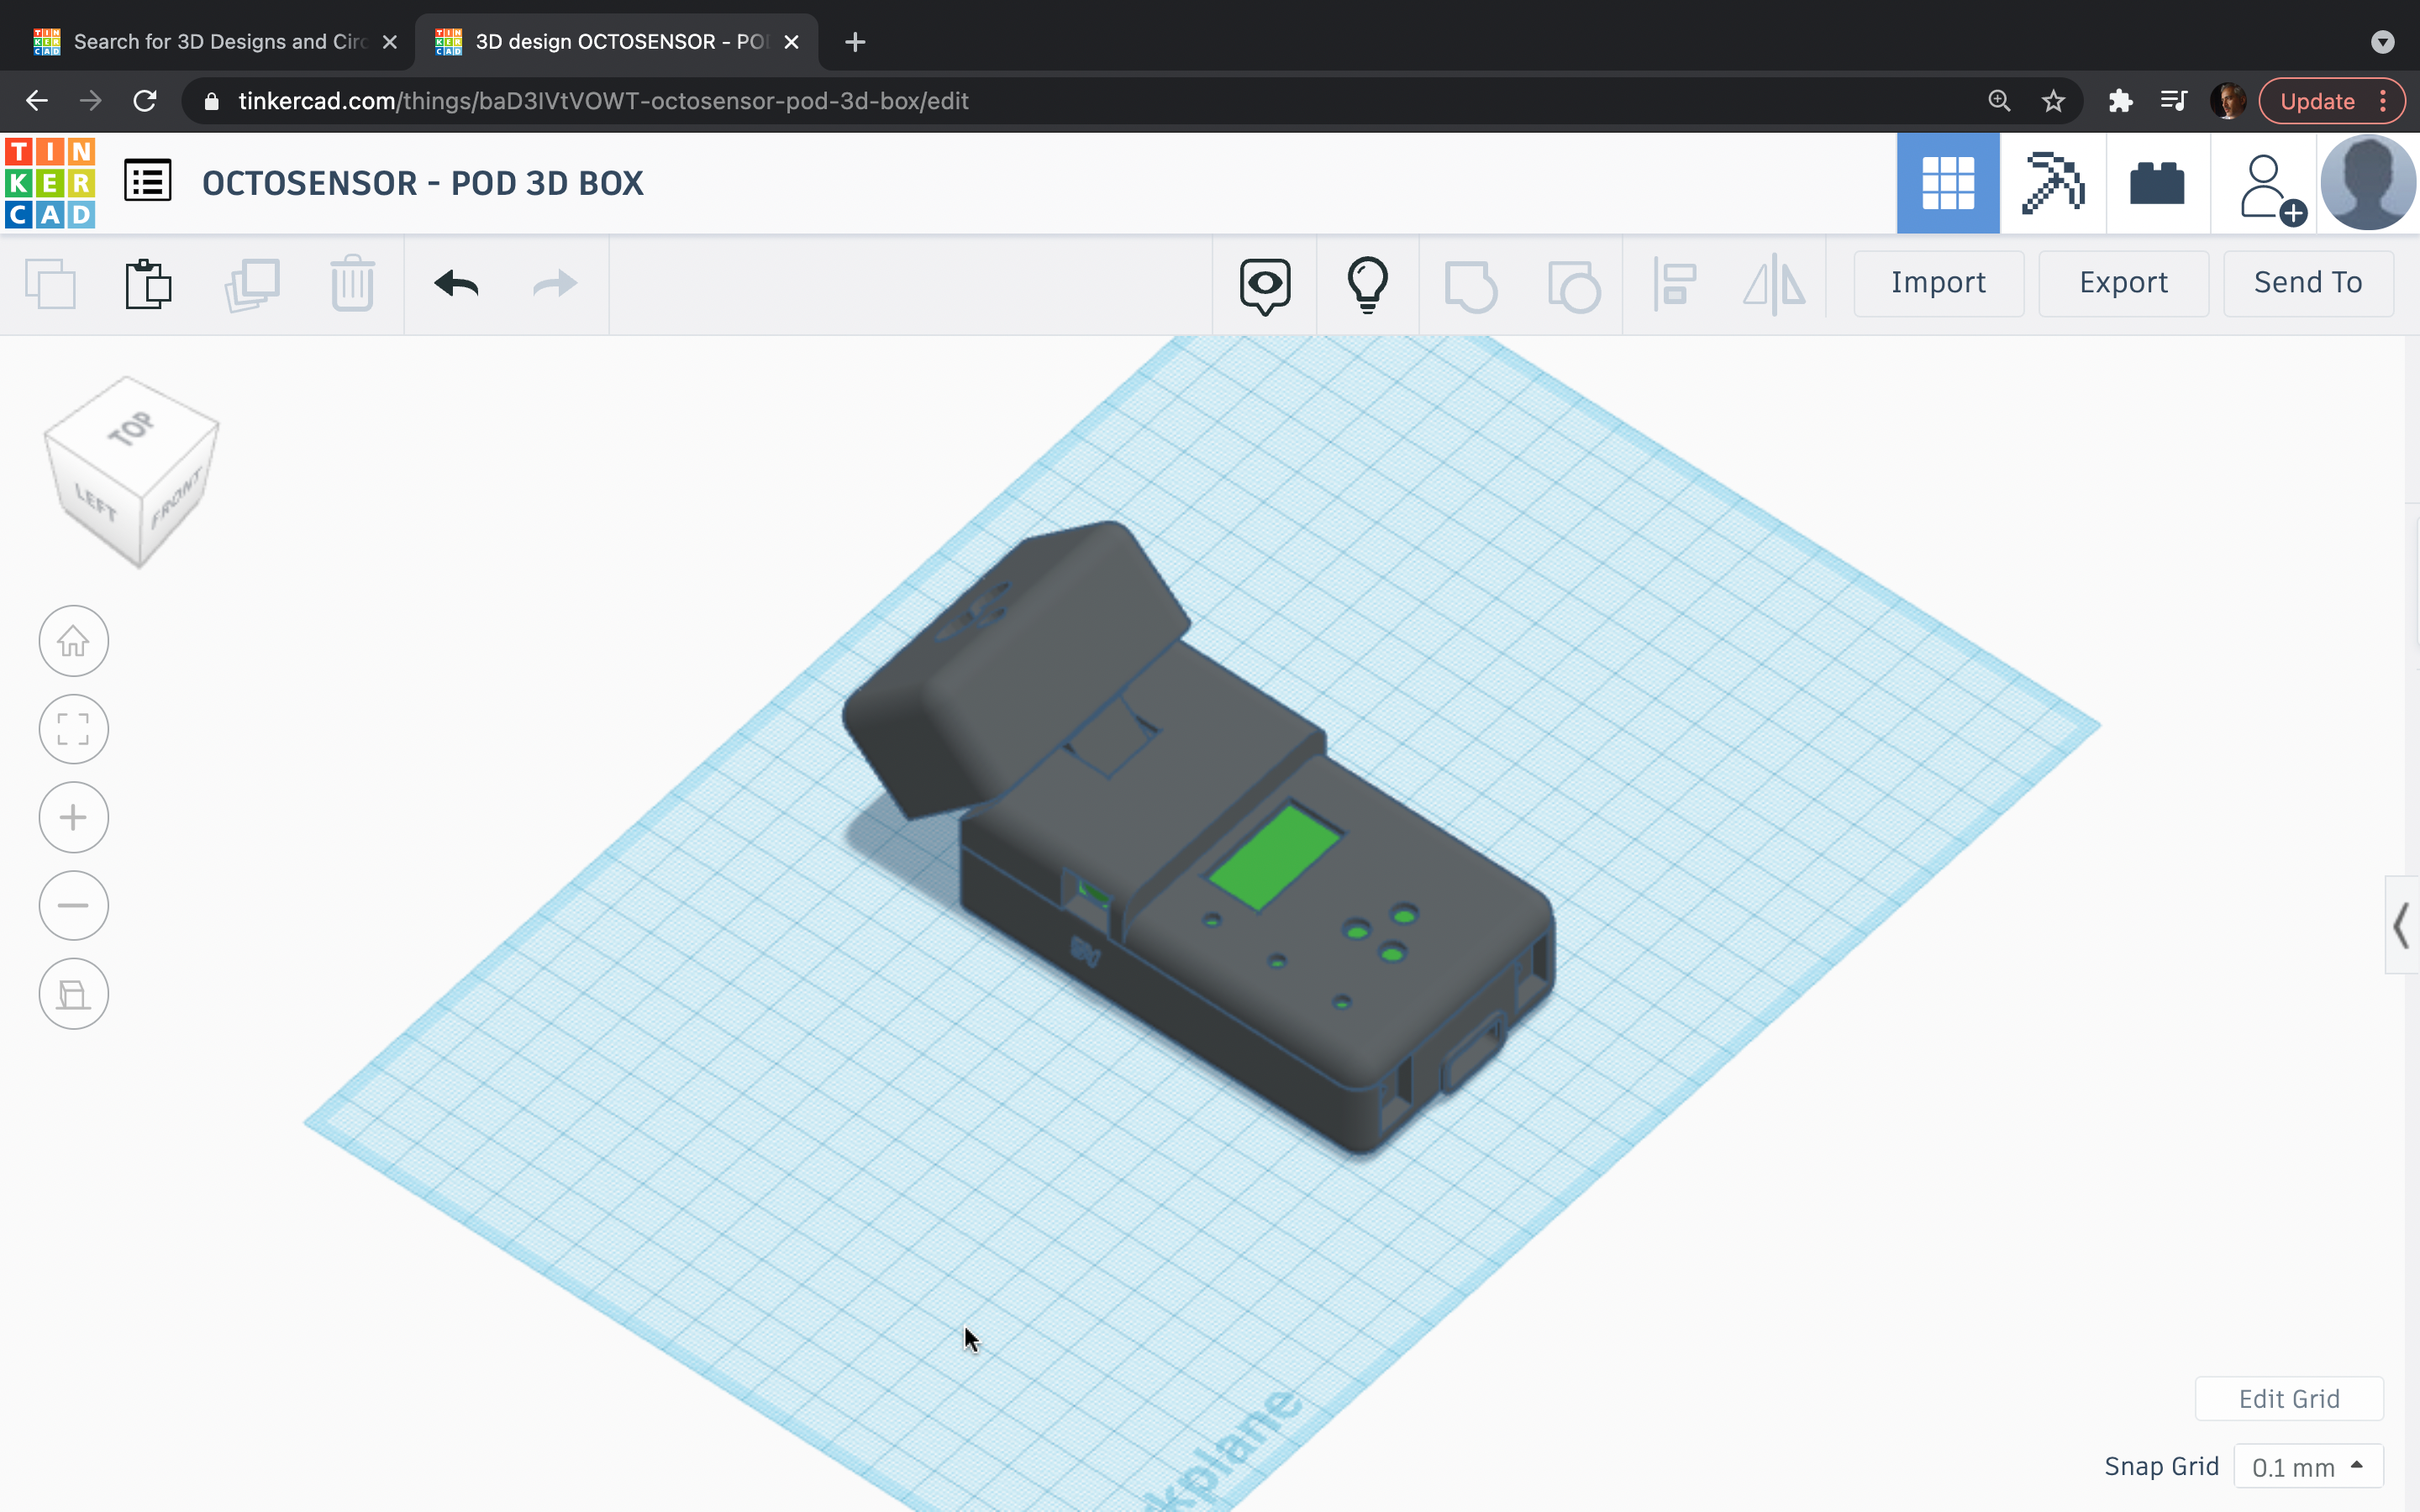 Search for 3D Designs and Circ
3D design OCTOSENSOR - PO
tinkercad.com/things/baD3IVtVOWT-octosensor-pod-3d-box/edit
Update
TIN
KER
CAD
OCTOSENSOR - POD 3D BOX
Import
Export
Send To
TOP
LEFT
FRONT
kplane
Edit Grid
Snap Grid
0.1 mm